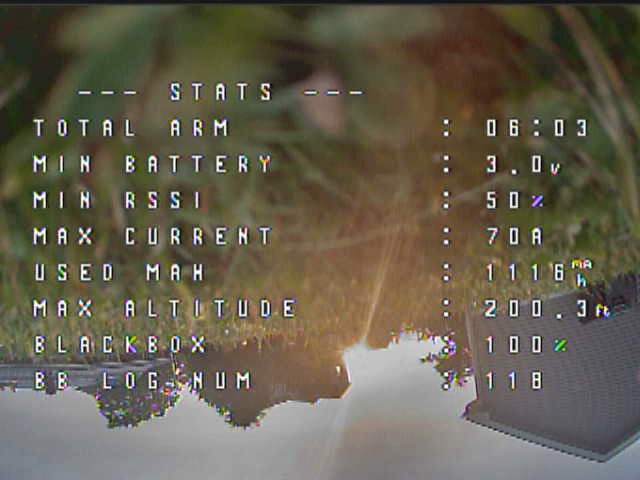 --- STATS ---
TOTAL ARM : 06:03
MIN BATTERY : 3.0V
MIN RSSI : 50%
MAX CURRENT : 70A
USED MAH : 1116mAh
MAX ALTITUDE : 200.3ft
BLACKBOX : 100%
BB LOG NUM : 118